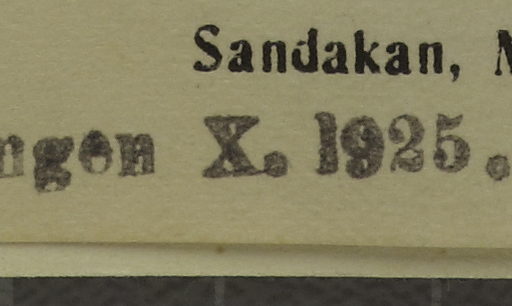 Sandakan,
ngen X. 1925.